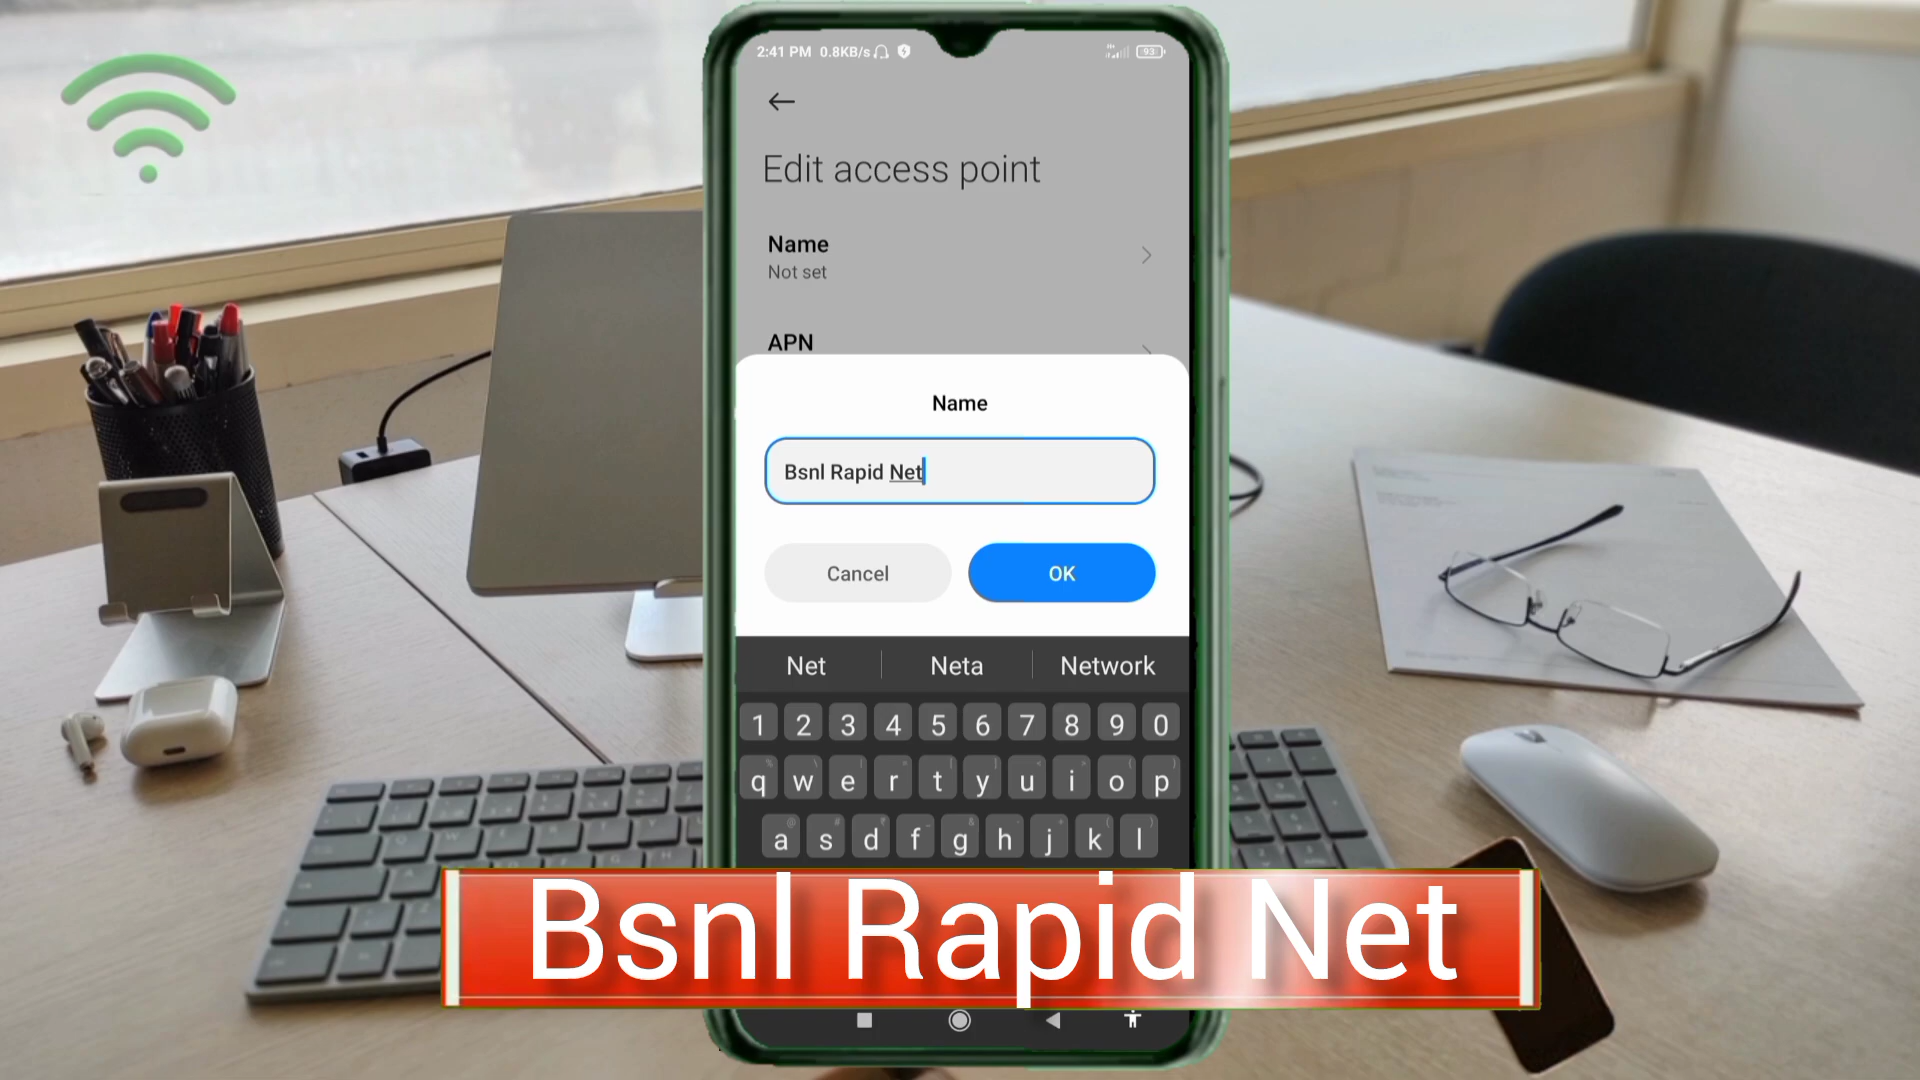 2:41 PM 0.8KB/s
93
Edit access point
Name
Not set
APN
Name
Bsnl Rapid Net
Cancel
OK
Net
Neta
Network
1 2 3 4 5 6 7 8 9 0
q w e r t y u i o p
a s d f g h j k l
Bsnl Rapid Net